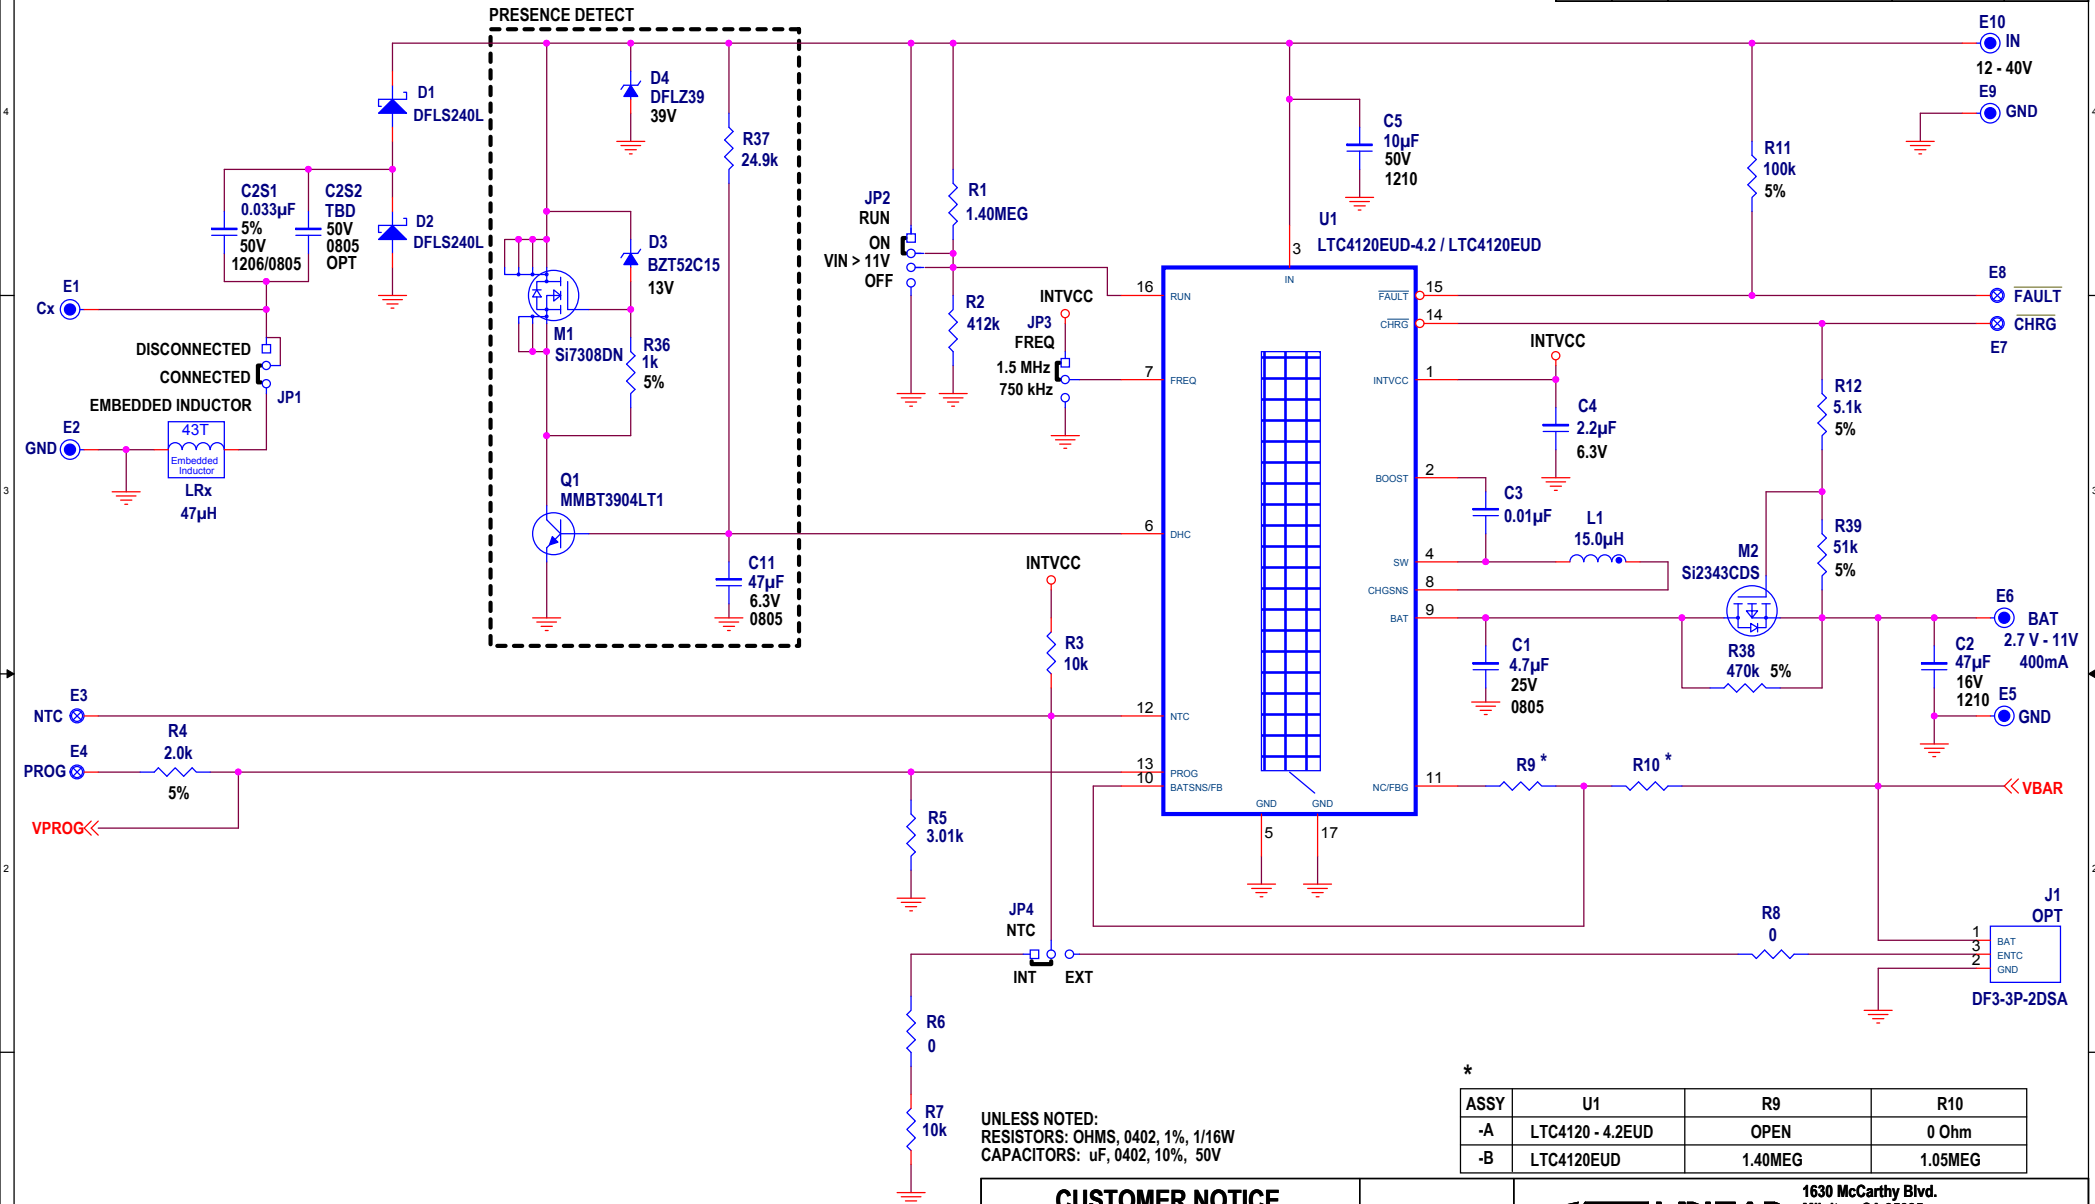 PRESENCE DETECT
E10
IN
12 - 40V
E9
GND
D1
DFLS240L
D4
DFLZ39
39V
R37
24.9k
C5
10µF
50V
1210
R11
100k
5%
C2S1
0.033µF
5%
50V
1206/0805
C2S2
TBD
50V
0805
OPT
D2
DFLS240L
D3
BZT52C15
13V
JP2
RUN
ON
VIN > 11V
OFF
R1
1.40MEG
U1
LTC4120EUD-4.2 / LTC4120EUD
3
IN
E1
Cx
M1
Si7308DN
R36
1k
5%
R2
412k
INTVCC
JP3
FREQ
1.5 MHz
750 kHz
16
RUN
7
FREQ
FAULT
15
CHRG
14
E8
FAULT
CHRG
E7
INTVCC
INTVCC
1
C4
2.2µF
6.3V
R12
5.1k
5%
DISCONNECTED
CONNECTED
JP1
EMBEDDED INDUCTOR
E2
GND
43T
Embedded
Inductor
LRx
47µH
Q1
MMBT3904LT1
BOOST
2
C3
0.01µF
L1
15.0µH
6
DHC
SW
4
CHGSNS
8
BAT
9
M2
Si2343CDS
R39
51k
5%
C11
47µF
6.3V
0805
INTVCC
R3
10k
C1
4.7µF
25V
0805
R38
470k 5%
E6
BAT
2.7 V - 11V
400mA
C2
47µF
16V
1210
E5
GND
E3
NTC
12
NTC
E4
PROG
R4
2.0k
5%
13
PROG
10
BATSNS/FB
NC/FBG
11
R9 *
R10 *
VBAR
VPROG
R5
3.01k
GND
GND
5
17
JP4
NTC
INT
EXT
R8
0
J1
OPT
1
BAT
3
ENTC
2
GND
DF3-3P-2DSA
R6
0
R7
10k
4
3
2
4
3
2
UNLESS NOTED:
RESISTORS: OHMS, 0402, 1%, 1/16W
CAPACITORS: uF, 0402, 10%, 50V
*
ASSY U1 R9 R10
-A LTC4120 - 4.2EUD OPEN 0 Ohm
-B LTC4120EUD 1.40MEG 1.05MEG
CUSTOMER NOTICE
1630 McCarthy Blvd.